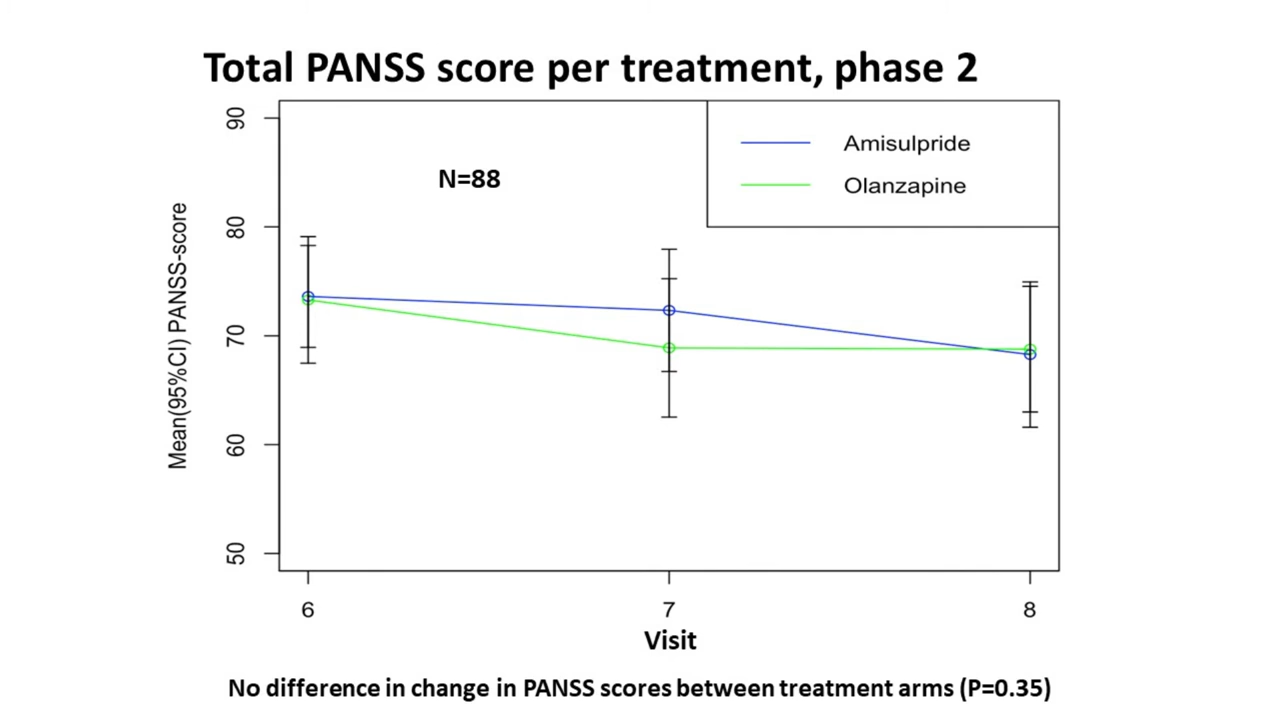 Total PANSS score per treatment, phase 2
Amisulpride
Olanzapine
N=88
Mean(95%CI) PANSS-score
90
80
70
60
50
6 7 8
Visit
No difference in change in PANSS scores between treatment arms (P=0.35)